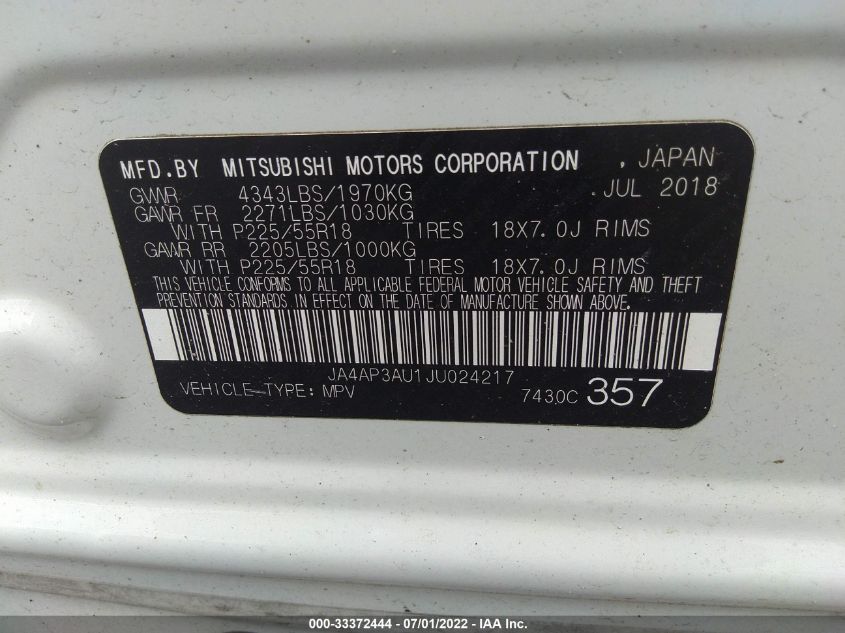 MFD.BY MITSUBISHI MOTORS CORPORATION , JAPAN
GVWR 4343LBS/1970KG JUL 2018
GAWR FR 2271LBS/1030KG
WITH P225/55R18 TIRES 18X7.0J RIMS
GAWR RR 2205LBS/1000KG
WITH P225/55R18 TIRES 18X7.0J RIMS
THIS VEHICLE CONFORMS TO ALL APPLICABLE FEDERAL MOTOR VEHICLE SAFETY AND THEFT
PREVENTION STANDARDS IN EFFECT ON THE DATE OF MANUFACTURE SHOWN ABOVE.
JA4AP3AU1JU024217
VEHICLE-TYPE: MPV 7430C 357
000-33372444 - 07/01/2022 - IAA Inc.